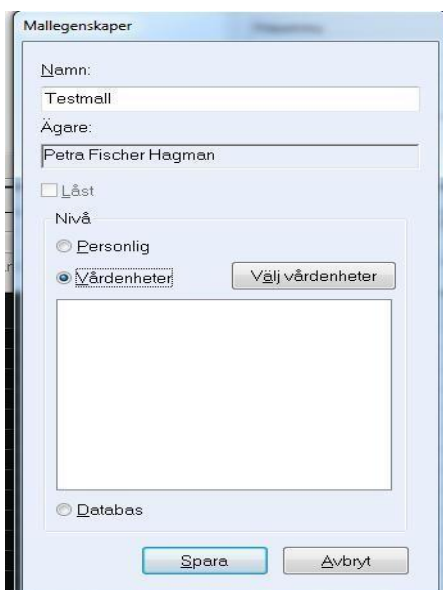 Mallegenskaper
Namn:
Testmall
Ägare:
Petra Fischer Hagman
Låst
Nivå
Personlig
Vårdenheter Välj vårdenheter
Databas
Spara Avbryt